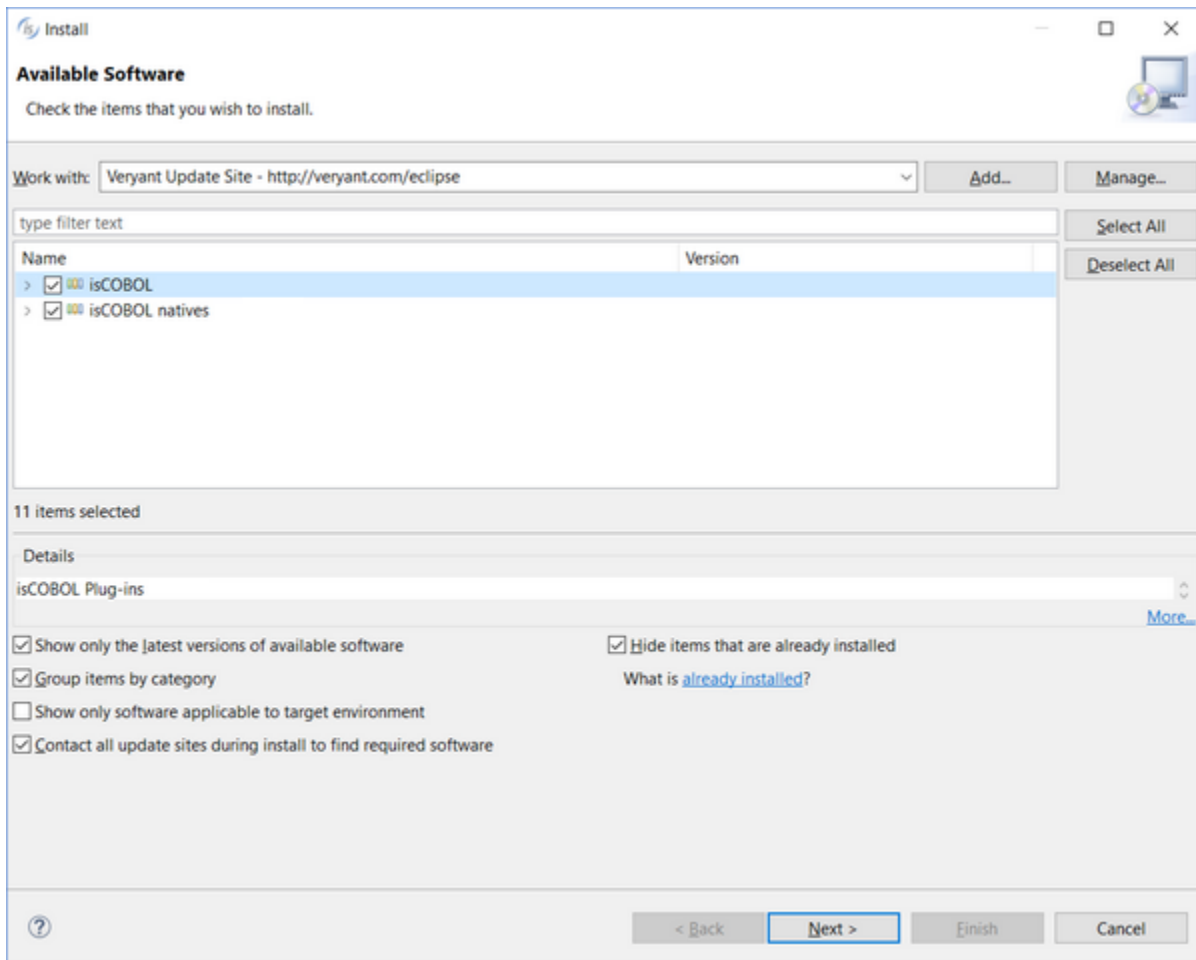 Install
Available Software
Check the items that you wish to install.
Work with: Veryant Update Site - http://veryant.com/eclipse Add... Manage...
type filter text Select All
Name Version Deselect All
isCOBOL
isCOBOL natives
11 items selected
Details
isCOBOL Plug-ins
More...
Show only the latest versions of available software Hide items that are already installed
Group items by category What is already installed?
Show only software applicable to target environment
Contact all update sites during install to find required software
? < Back Next > Finish Cancel